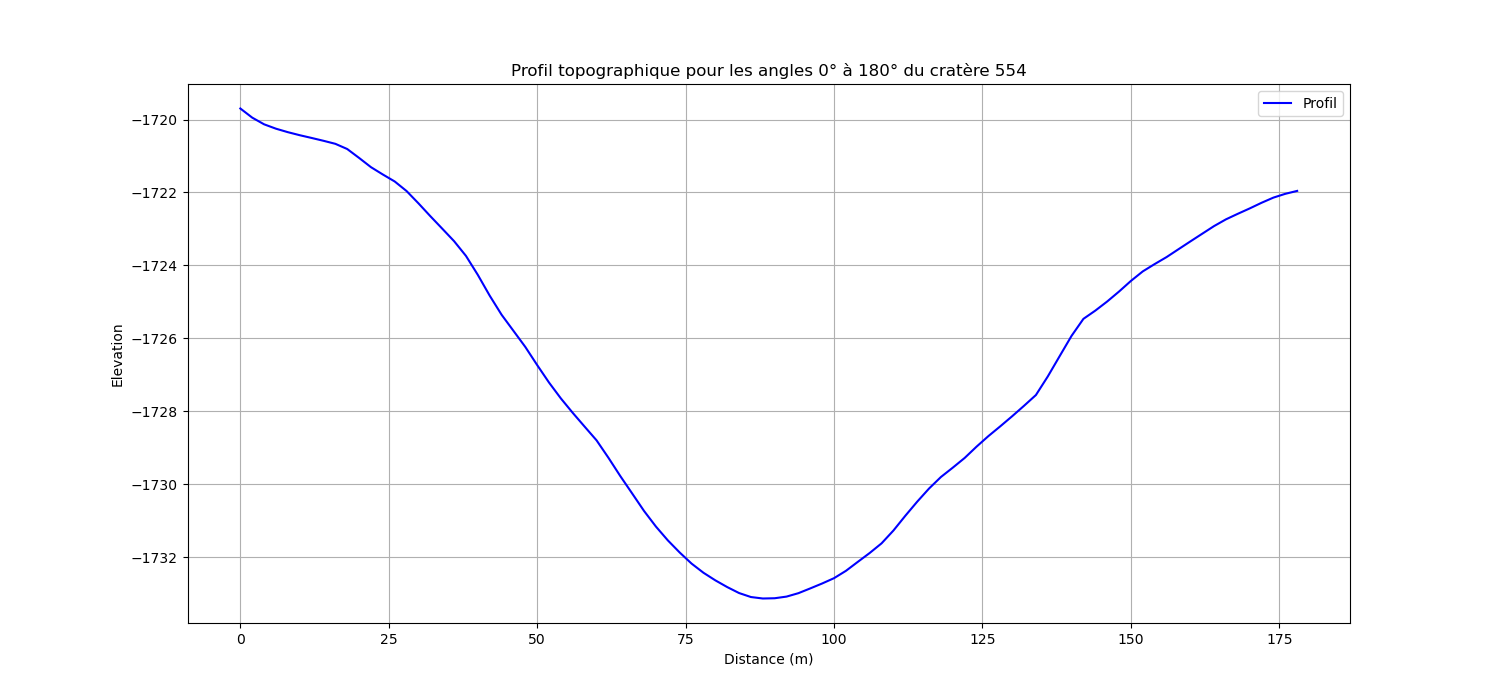 Profil topographique pour les angles 0° à 180° du cratère 554
Profil
−1720
−1722
−1724
−1726
−1728
−1730
−1732
Elevation
0 25 50 75 100 125 150 175
Distance (m)